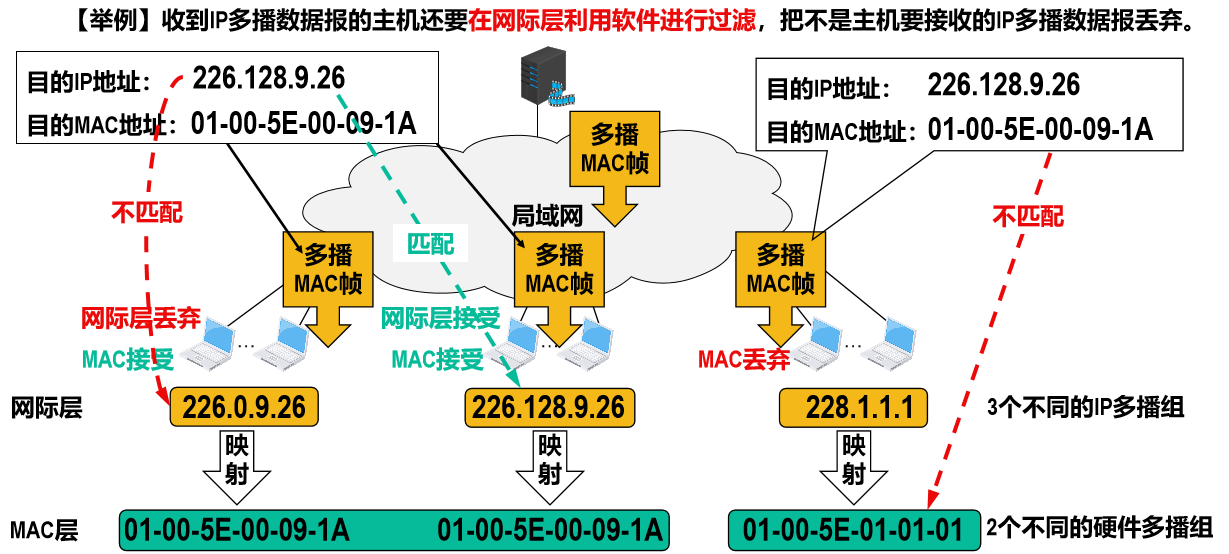 【举例】收到IP多播数据报的主机还要在网际层利用软件进行过滤，把不是主机要接收的IP多播数据报丢弃。
目的IP地址： 226.128.9.26
目的MAC地址：01-00-5E-00-09-1A
目的IP地址： 226.128.9.26
目的MAC地址：01-00-5E-00-09-1A
多播
MAC帧
不匹配
匹配
局域网
不匹配
多播
MAC帧
多播
MAC帧
多播
MAC帧
网际层丢弃
MAC接受
网际层接受
MAC接受
MAC丢弃
...
...
...
网际层
226.0.9.26
226.128.9.26
228.1.1.1
3个不同的IP多播组
映
射
映
射
映
射
MAC层
01-00-5E-00-09-1A
01-00-5E-00-09-1A
01-00-5E-01-01-01
2个不同的硬件多播组